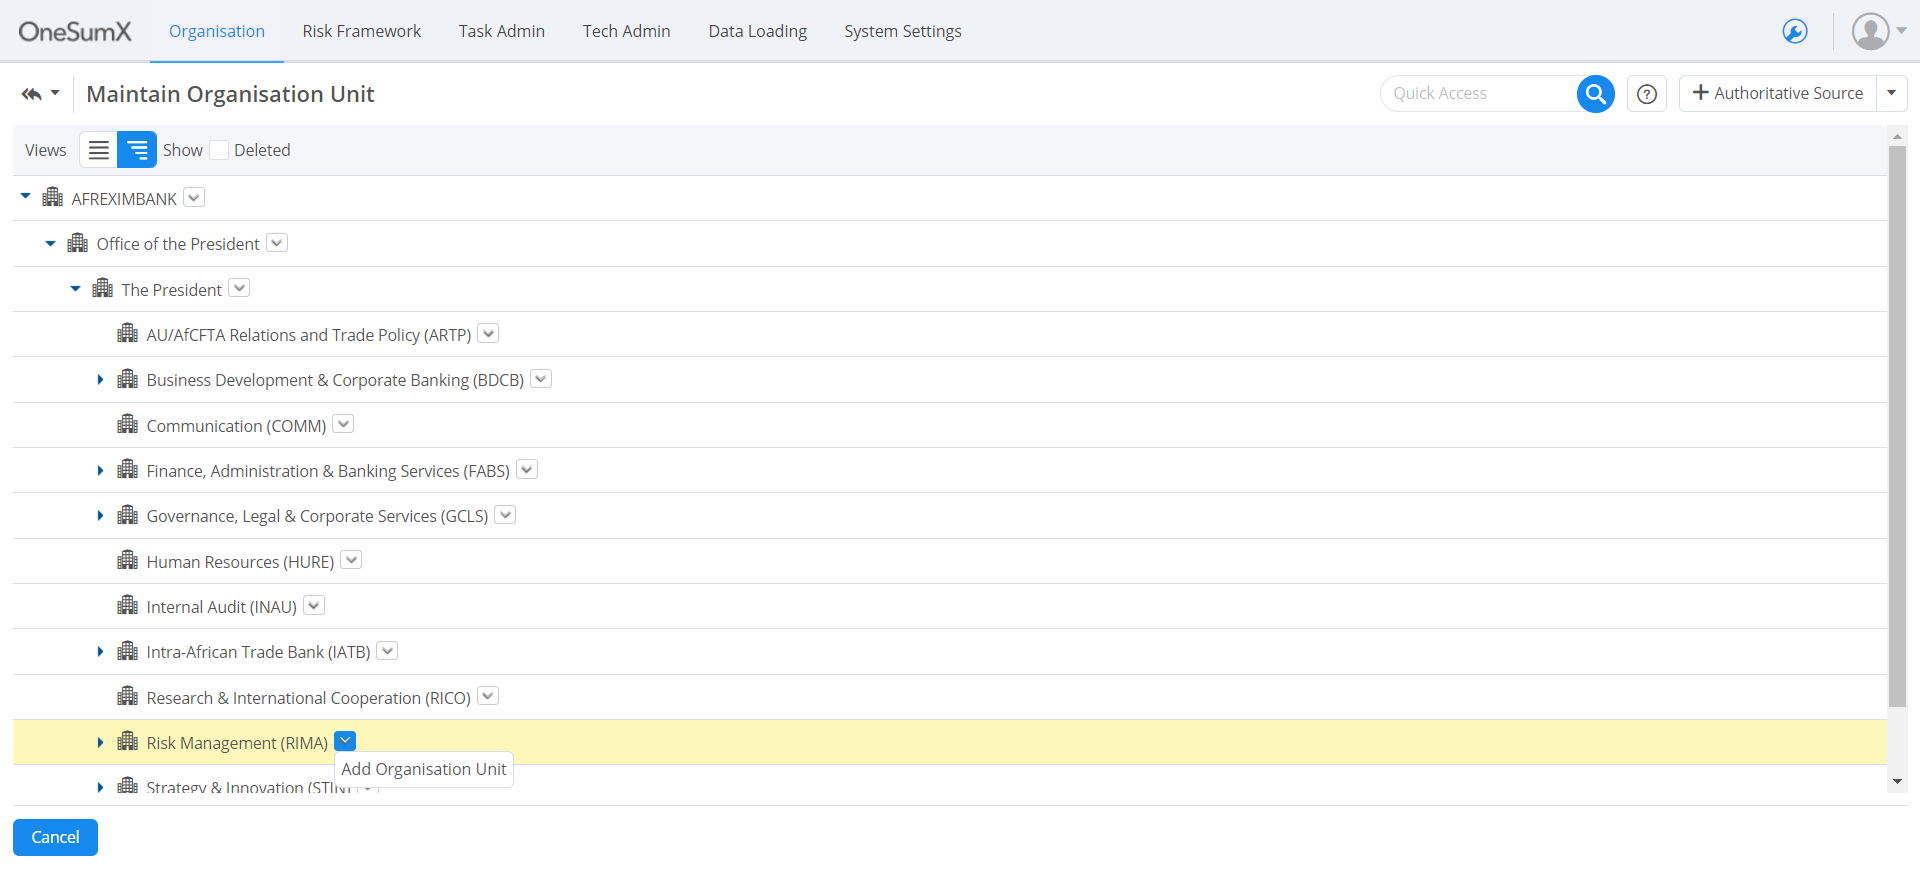 OneSumX Organisation Risk Framework Task Admin Tech Admin Data Loading System Settings
Maintain Organisation Unit Quick Access Authoritative Source
Views Show Deleted
AFREXIMBANK
Office of the President
The President
AU/AfCFTA Relations and Trade Policy (ARTP)
Business Development & Corporate Banking (BDCB)
Communication (COMM)
Finance, Administration & Banking Services (FABS)
Governance, Legal & Corporate Services (GCLS)
Human Resources (HURE)
Internal Audit (INAU)
Intra-African Trade Bank (IATB)
Research & International Cooperation (RICO)
Risk Management (RIMA)
Add Organisation Unit
Strategy & Innovation (STIN)
Cancel